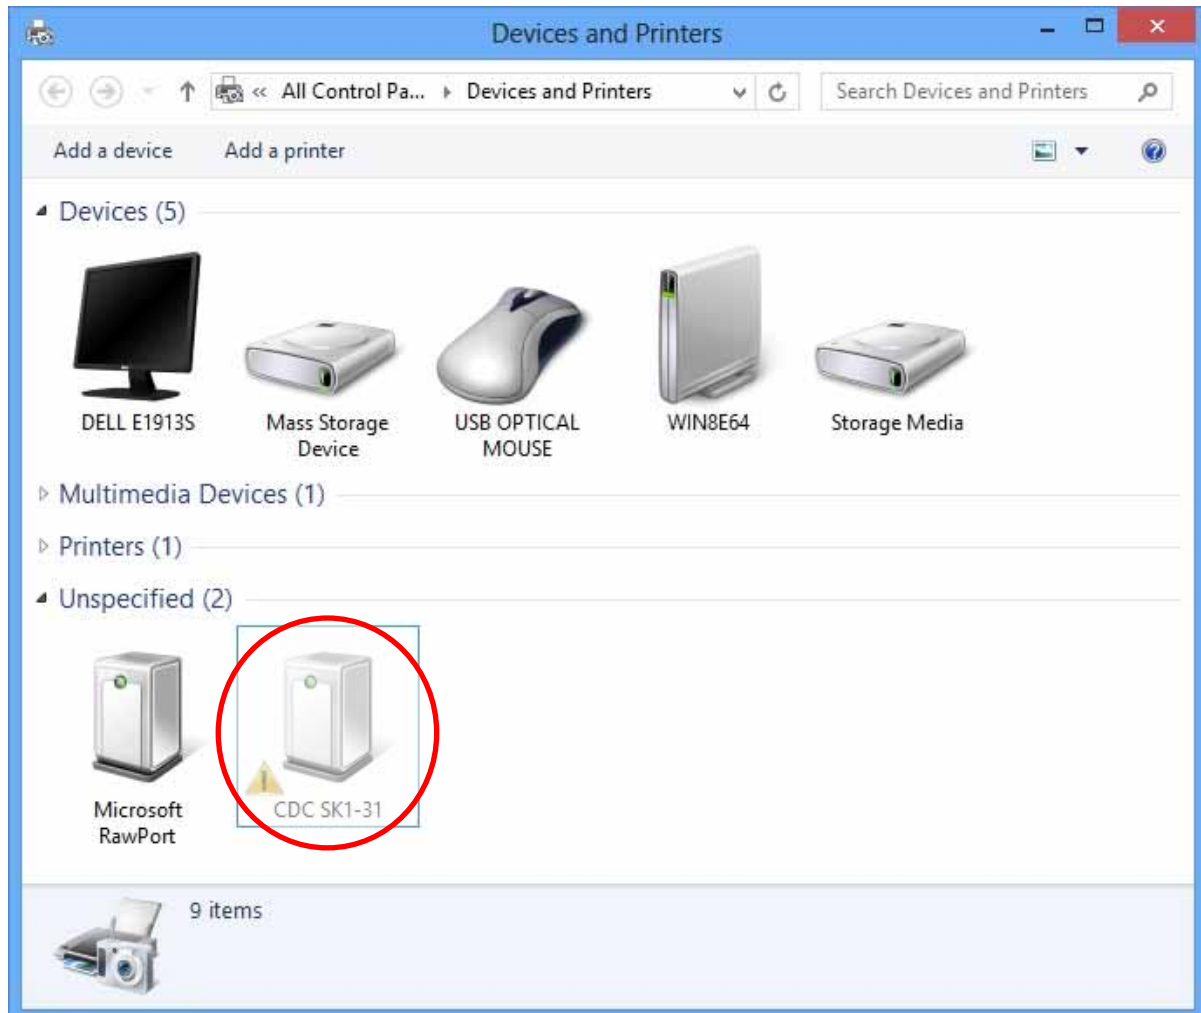 Devices and Printers
« All Control Pa... Devices and Printers Search Devices and Printers
Add a device Add a printer
Devices (5)
DELL E1913S Mass Storage USB OPTICAL WIN8E64 Storage Media
Device MOUSE
Multimedia Devices (1)
Printers (1)
Unspecified (2)
Microsoft CDC SK1-31
RawPort
9 items